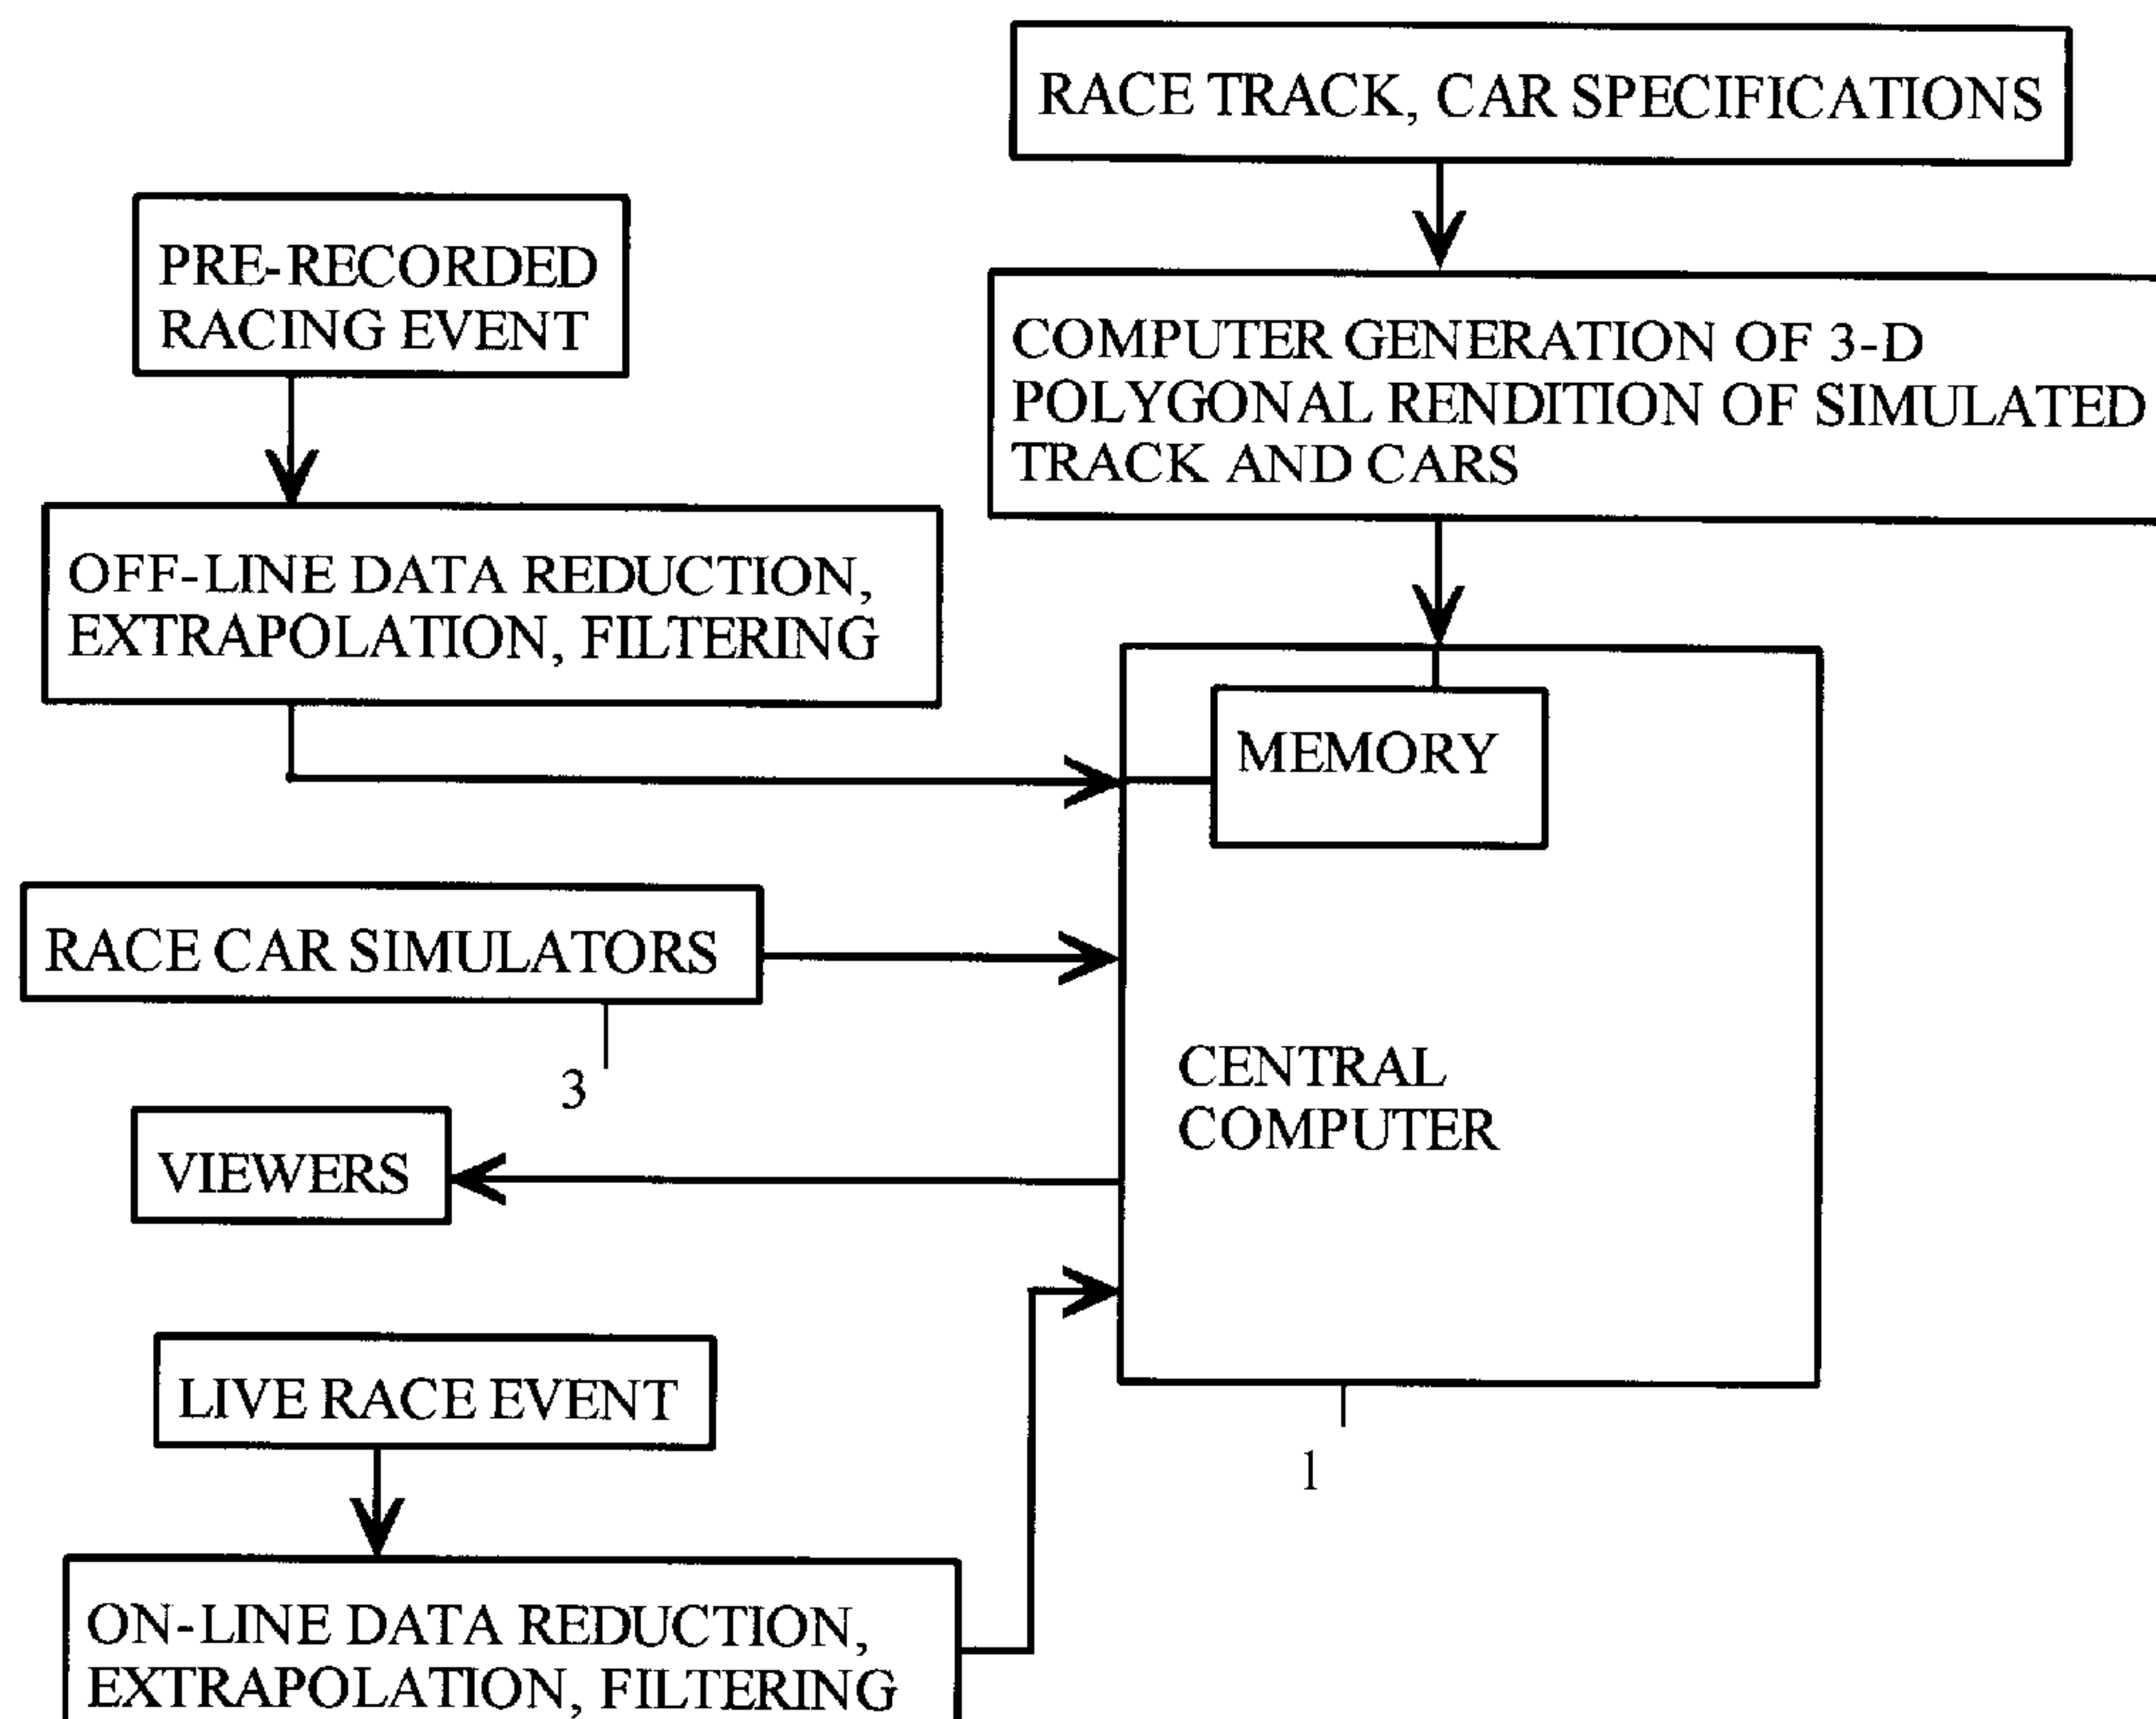 RACE TRACK, CAR SPECIFICATIONS
PRE-RECORDED
RACING EVENT
COMPUTER GENERATION OF 3-D
POLYGONAL RENDITION OF SIMULATED
TRACK AND CARS
OFF-LINE DATA REDUCTION,
EXTRAPOLATION, FILTERING
MEMORY
RACE CAR SIMULATORS
3
CENTRAL
COMPUTER
VIEWERS
LIVE RACE EVENT
1
ON-LINE DATA REDUCTION,
EXTRAPOLATION, FILTERING